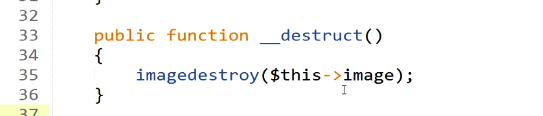 32
33 public function __destruct()
34 {
35 imagedestroy($this->image);
36 }
37